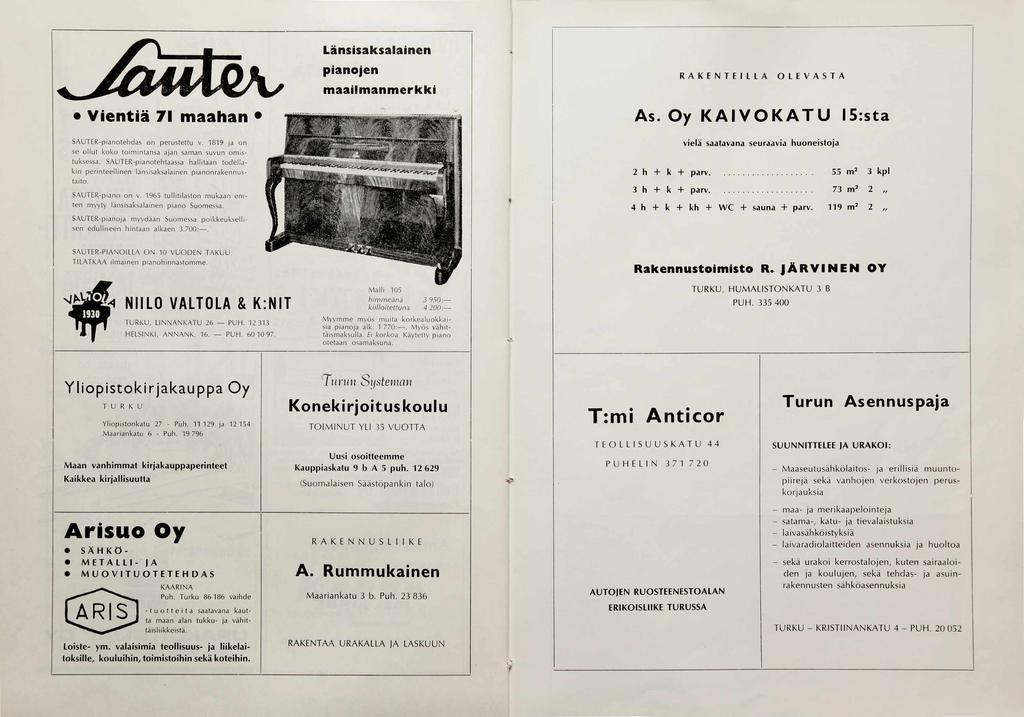 Sauter
Länsisaksalainen
pianojen
maailmanmerkki
• Vientiä 71 maahan •
SAUTER-pianotehdas on perustettu v. 1819 ja on
se ollut koko toimintansa ajan saman suvun omis-
tuksessa. SAUTER-pianotehtaassa hallitaan todella-
kin perinteellinen länsisaksalainen pianonrakennus-
taito.
SAUTER-piano on v. 1965 tullitilaston mukaan eni-
ten myyty länsisaksalainen piano Suomessa.
SAUTER-pianoja myydään Suomessa poikkeukselli-
sen edulliseen hintaan alkaen 3.700:—.
SAUTER-PIANOILLA ON 10 VUODEN TAKUU.
TILATKAA ilmainen pianohinnastomme.
VALTOLA
1930
NIILO VALTOLA & K:NIT
TURKU, LINNANKATU 26 — PUH. 12 313
HELSINKI, ANNANK. 16. — PUH. 60 10 97.
Malli 105
himmeänä 3 950:—
kiilloitettuna 4 200:—
Myymme myös muita korkealuokkai-
sia pianoja alk. 1 770:—. Myös vähit-
täismaksulla. Ei korkoa. Käytetty piano
otetaan osamaksuna.
Yliopistokirjakauppa Oy
TURKU
Yliopistonkatu 27 - Puh. 11 129 ja 12 154
Maariankatu 6 - Puh. 19 796
Maan vanhimmat kirjakauppaperinteet
Kaikkea kirjallisuutta
Turun Systeman
Konekirjoituskoulu
TOIMINUT YLI 35 VUOTTA
Uusi osoitteemme
Kauppiaskatu 9 b A 5 puh. 12 629
(Suomalaisen Säästöpankin talo)
Arisuo Oy
• SÄHKÖ-
• METALLI- JA
• MUOVITUOTETEHDAS
KAARINA
Puh. Turku 86 186 vaihde
ARIS
-tuotteita saatavana kaut-
ta maan alan tukku- ja vähit-
täisliikkeistä.
Loiste- ym. valaisimia teollisuus- ja liikelai-
toksille, kouluihin, toimistoihin sekä koteihin.
RAKENNUSLIIKE
A. Rummukainen
Maariankatu 3 b. Puh. 23 836
RAKENTAA URAKALLA JA LASKUUN
RAKENTEILLA OLEVASTA
As. Oy KAIVOKATU 15:sta
vielä saatavana seuraavia huoneistoja
2 h + k + parv. .................... 55 m² 3 kpl
3 h + k + parv. .................... 73 m² 2 „
4 h + k + kh + WC + sauna + parv. 119 m² 2 „
Rakennustoimisto R. JÄRVINEN OY
TURKU, HUMALISTONKATU 3 B
PUH. 335 400
T:mi Anticor
TEOLLISUUSKATU 44
PUHELIN 371 720
AUTOJEN RUOSTEENESTOALAN
ERIKOISLIIKE TURUSSA
Turun Asennuspaja
SUUNNITTELEE JA URAKOI:
– Maaseutusähkölaitos- ja erillisiä muunto-
piirejä sekä vanhojen verkostojen perus-
korjauksia
– maa- ja merikaapelointeja
– satama-, katu- ja tievalaistuksia
– laivasähköistyksiä
– laivaradiolaitteiden asennuksia ja huoltoa
– sekä urakoi kerrostalojen, kuten sairaaloi-
den ja koulujen, sekä tehdas- ja asuin-
rakennusten sähköasennuksia
TURKU – KRISTIINANKATU 4 – PUH. 20 052